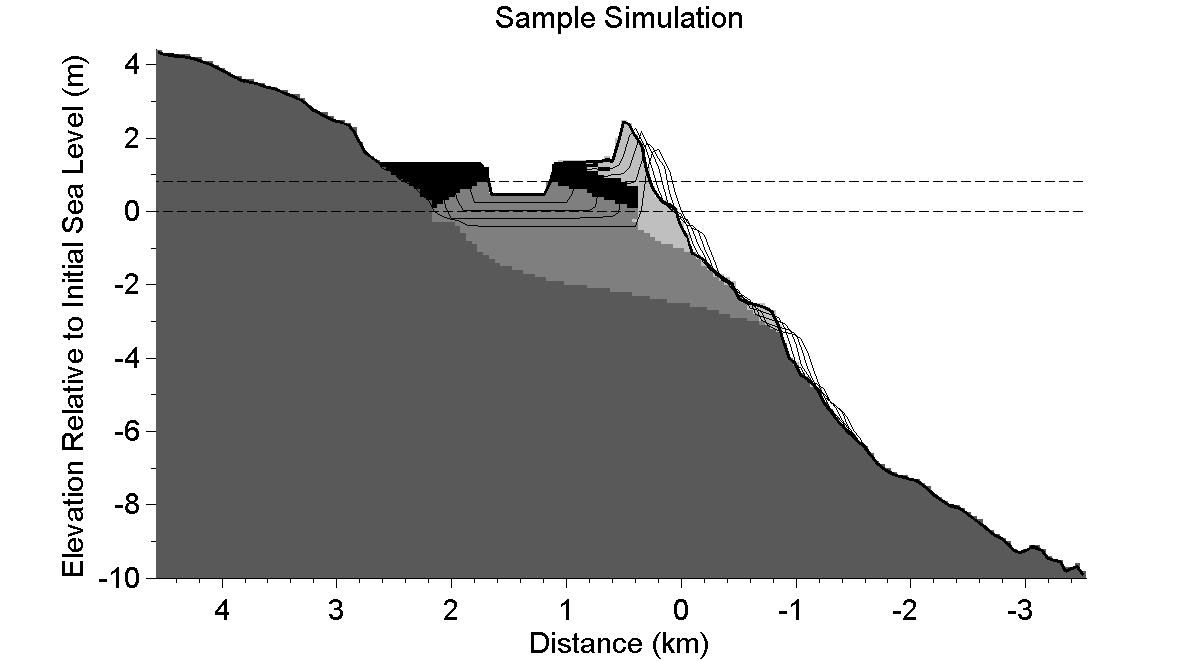 Sample Simulation
Elevation Relative to Initial Sea Level (m)
4
2
0
-2
-4
-6
-8
-10
4 3 2 1 0 -1 -2 -3
Distance (km)